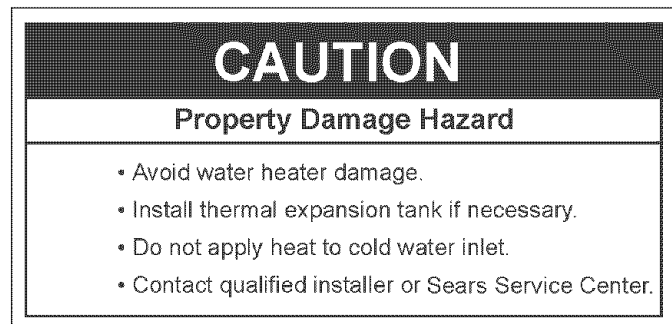 CAUTION
Property Damage Hazard
• Avoid water heater damage.
• Install thermal expansion tank if necessary.
• Do not apply heat to cold water inlet.
• Contact qualified installer or Sears Service Center.